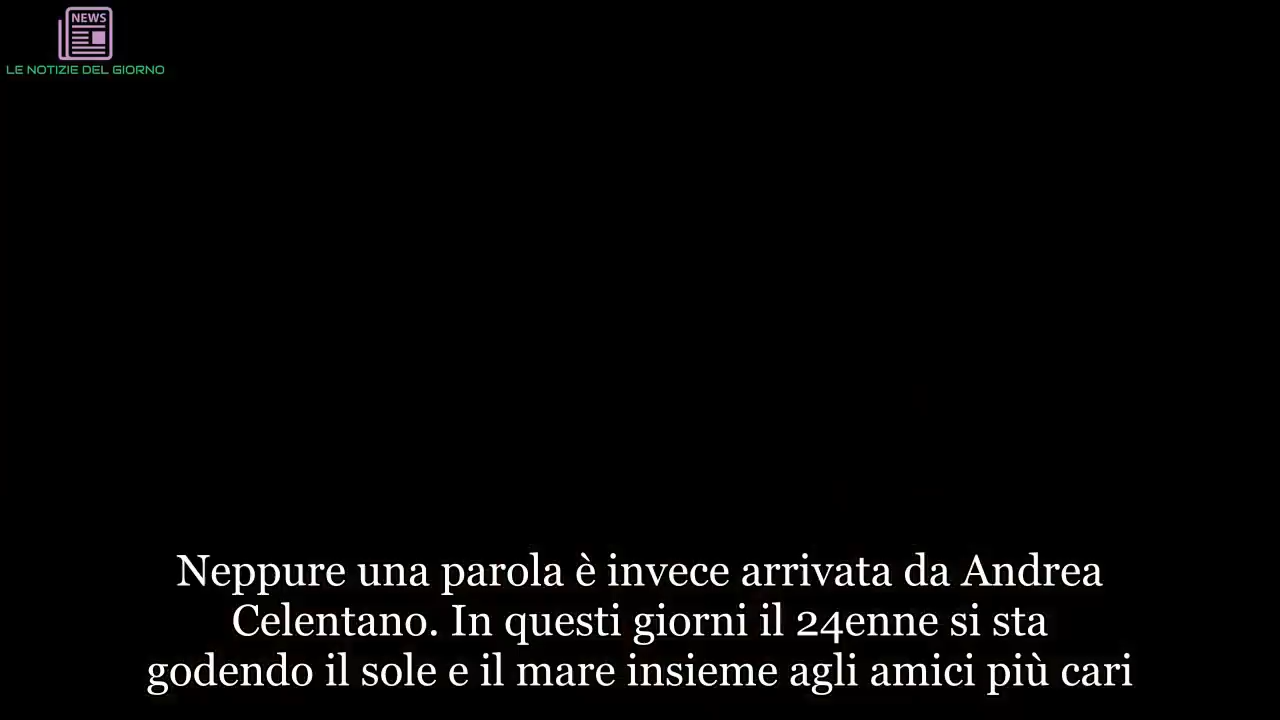 NEWS
LE NOTIZIE DEL GIORNO
Neppure una parola è invece arrivata da Andrea
Celentano. In questi giorni il 24enne si sta
godendo il sole e il mare insieme agli amici più cari